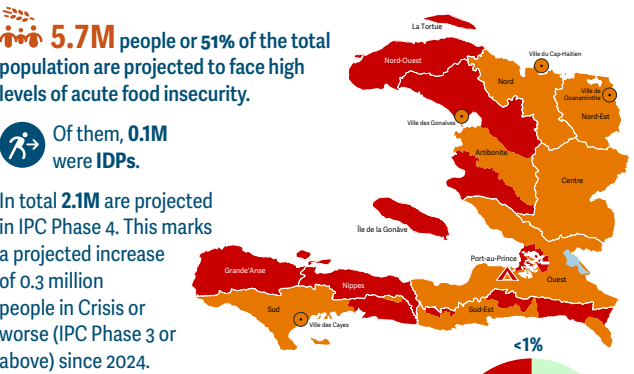 5.7M people or 51% of the total
population are projected to face high
levels of acute food insecurity.
Of them, 0.1M
were IDPs.
In total 2.1M are projected
in IPC Phase 4. This marks
a projected increase
of 0.3 million
people in Crisis or
worse (IPC Phase 3 or
above) since 2024.
La Tortue
Nord-Ouest
Ville du Cap-Haïtien
Nord
Ville de
Ouanaminthe
Nord-Est
Ville des Gonaïves
Artibonite
Centre
Île de la Gonâve
Port-au-Prince
Ouest
Grande'Anse
Nippes
Sud
Ville des Cayes
Sud-Est
<1%